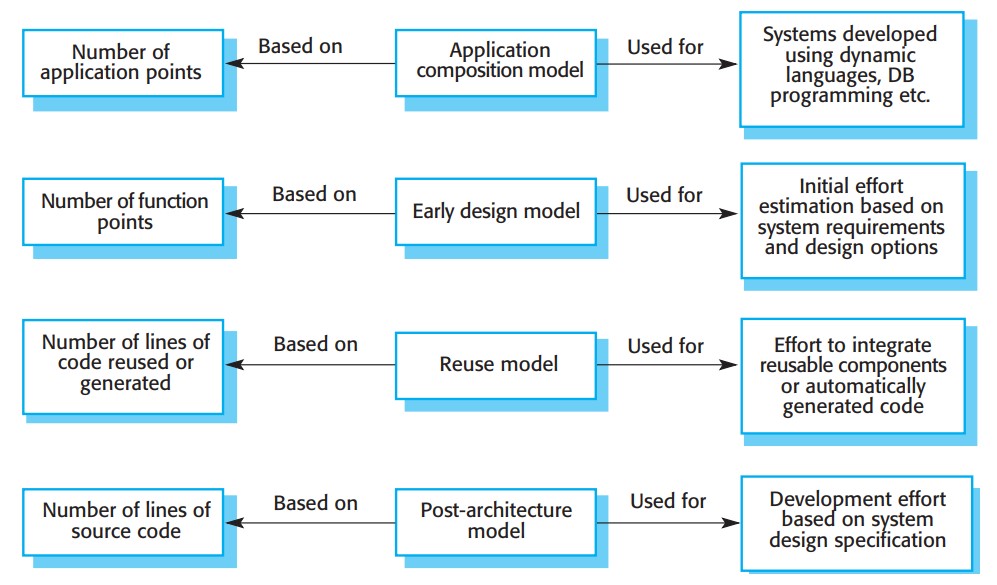 Number of
application points
Based on
Application
composition model
Used for
Systems developed
using dynamic
languages, DB
programming etc.
Number of function
points
Based on
Early design model
Used for
Initial effort
estimation based on
system requirements
and design options
Number of lines of
code reused or
generated
Based on
Reuse model
Used for
Effort to integrate
reusable components
or automatically
generated code
Number of lines of
source code
Based on
Post-architecture
model
Used for
Development effort
based on system
design specification